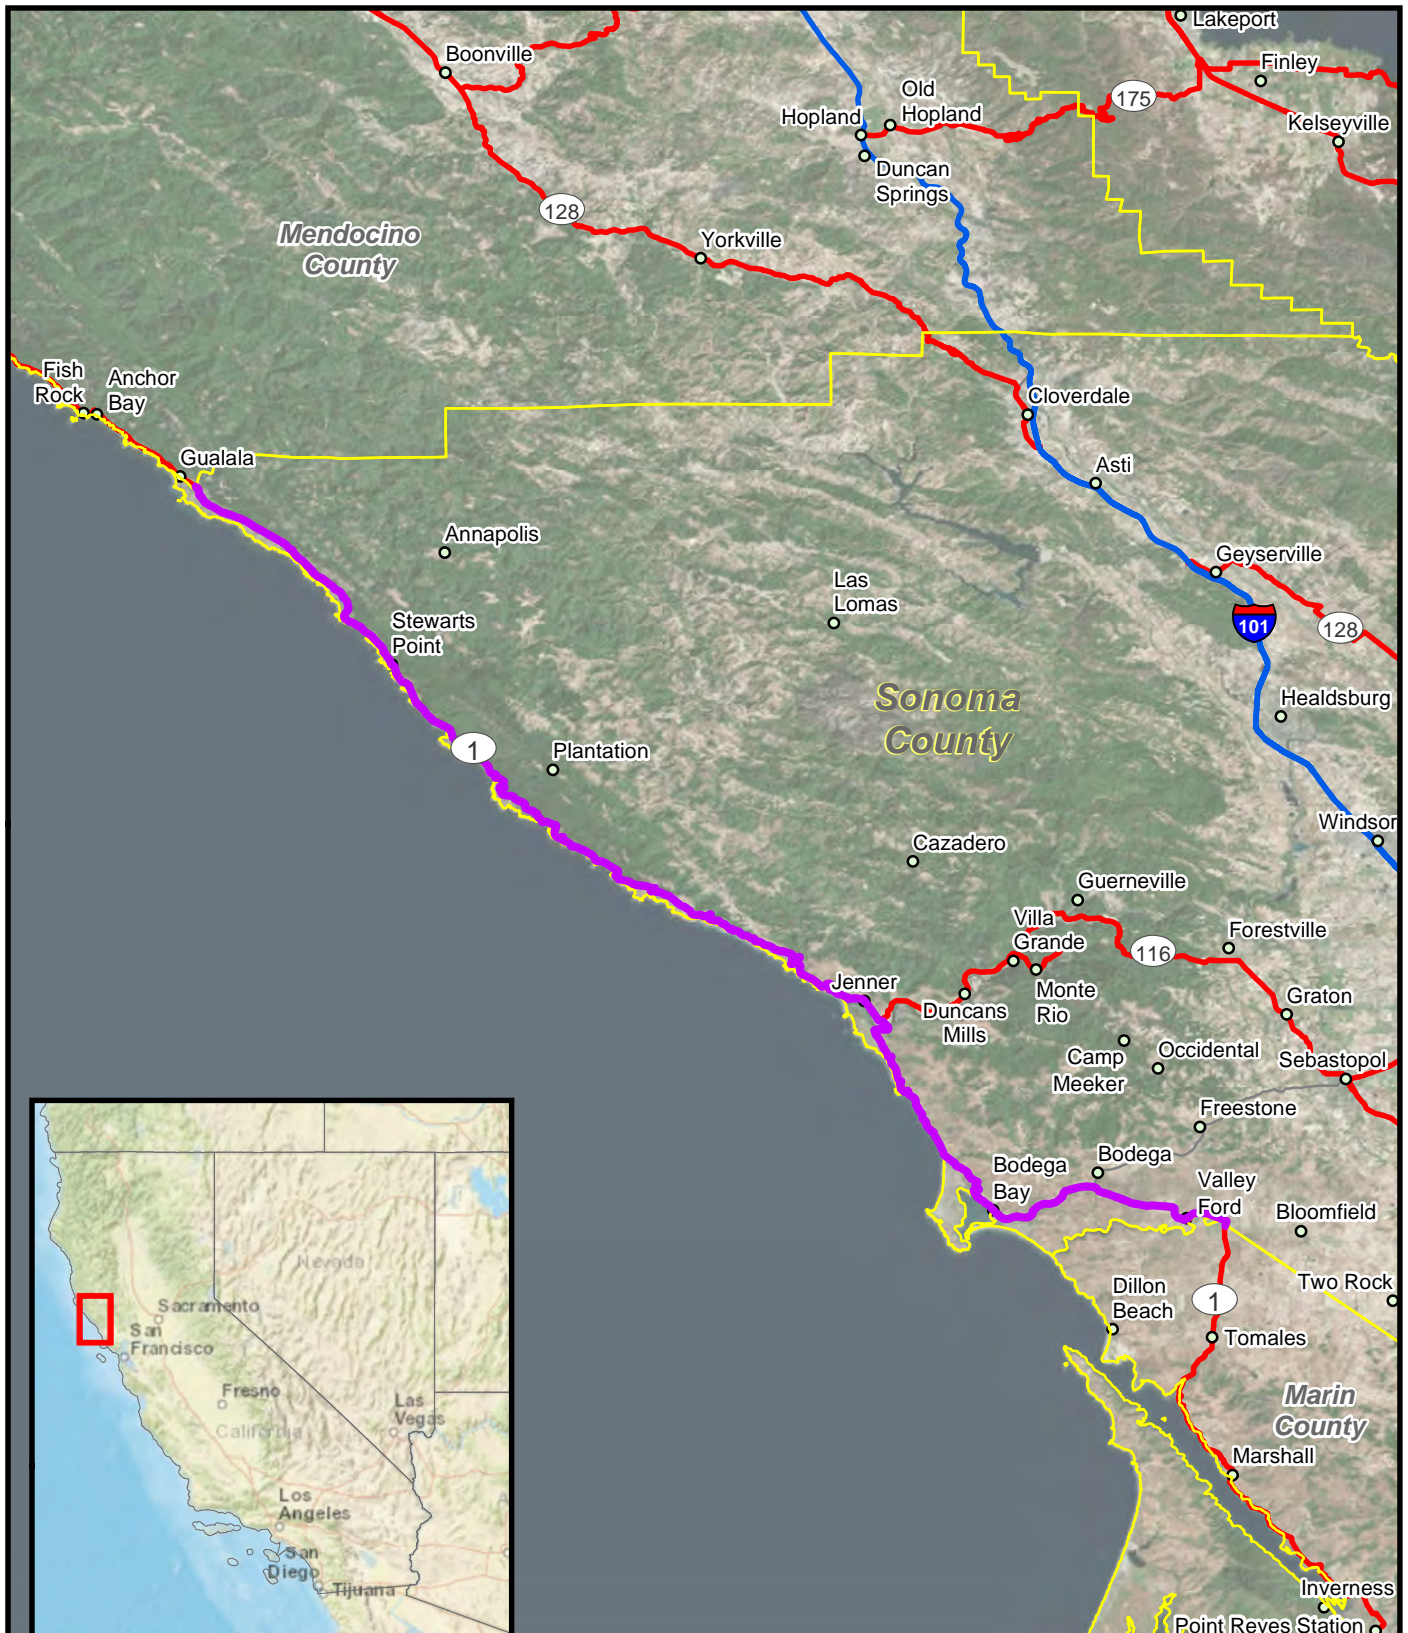 Lakeport
Boonville
Finley
Old
Hopland
175
Hopland
Kelseyville
Duncan
Springs
128
Mendocino
County
Yorkville
Fish
Rock
Anchor
Bay
Cloverdale
Gualala
Asti
Annapolis
Geyserville
Las
Lomas
Stewarts
Point
101
128
Sonoma
County
Healdsburg
1
Plantation
Windsor
Cazadero
Guerneville
Villa
Grande
Forestville
116
Jenner
Monte
Rio
Duncans
Mills
Graton
Camp
Meeker
Occidental
Sebastopol
Freestone
Bodega
Bodega
Bay
Valley
Ford
Bloomfield
Two Rock
Dillon
Beach
1
Tomales
Marin
County
Marshall
Inverness
Point Reyes Station
Nevada
Sacramento
San
Francisco
Fresno
Las
Vegas
California
Los
Angeles
San
Diego
Tijuana